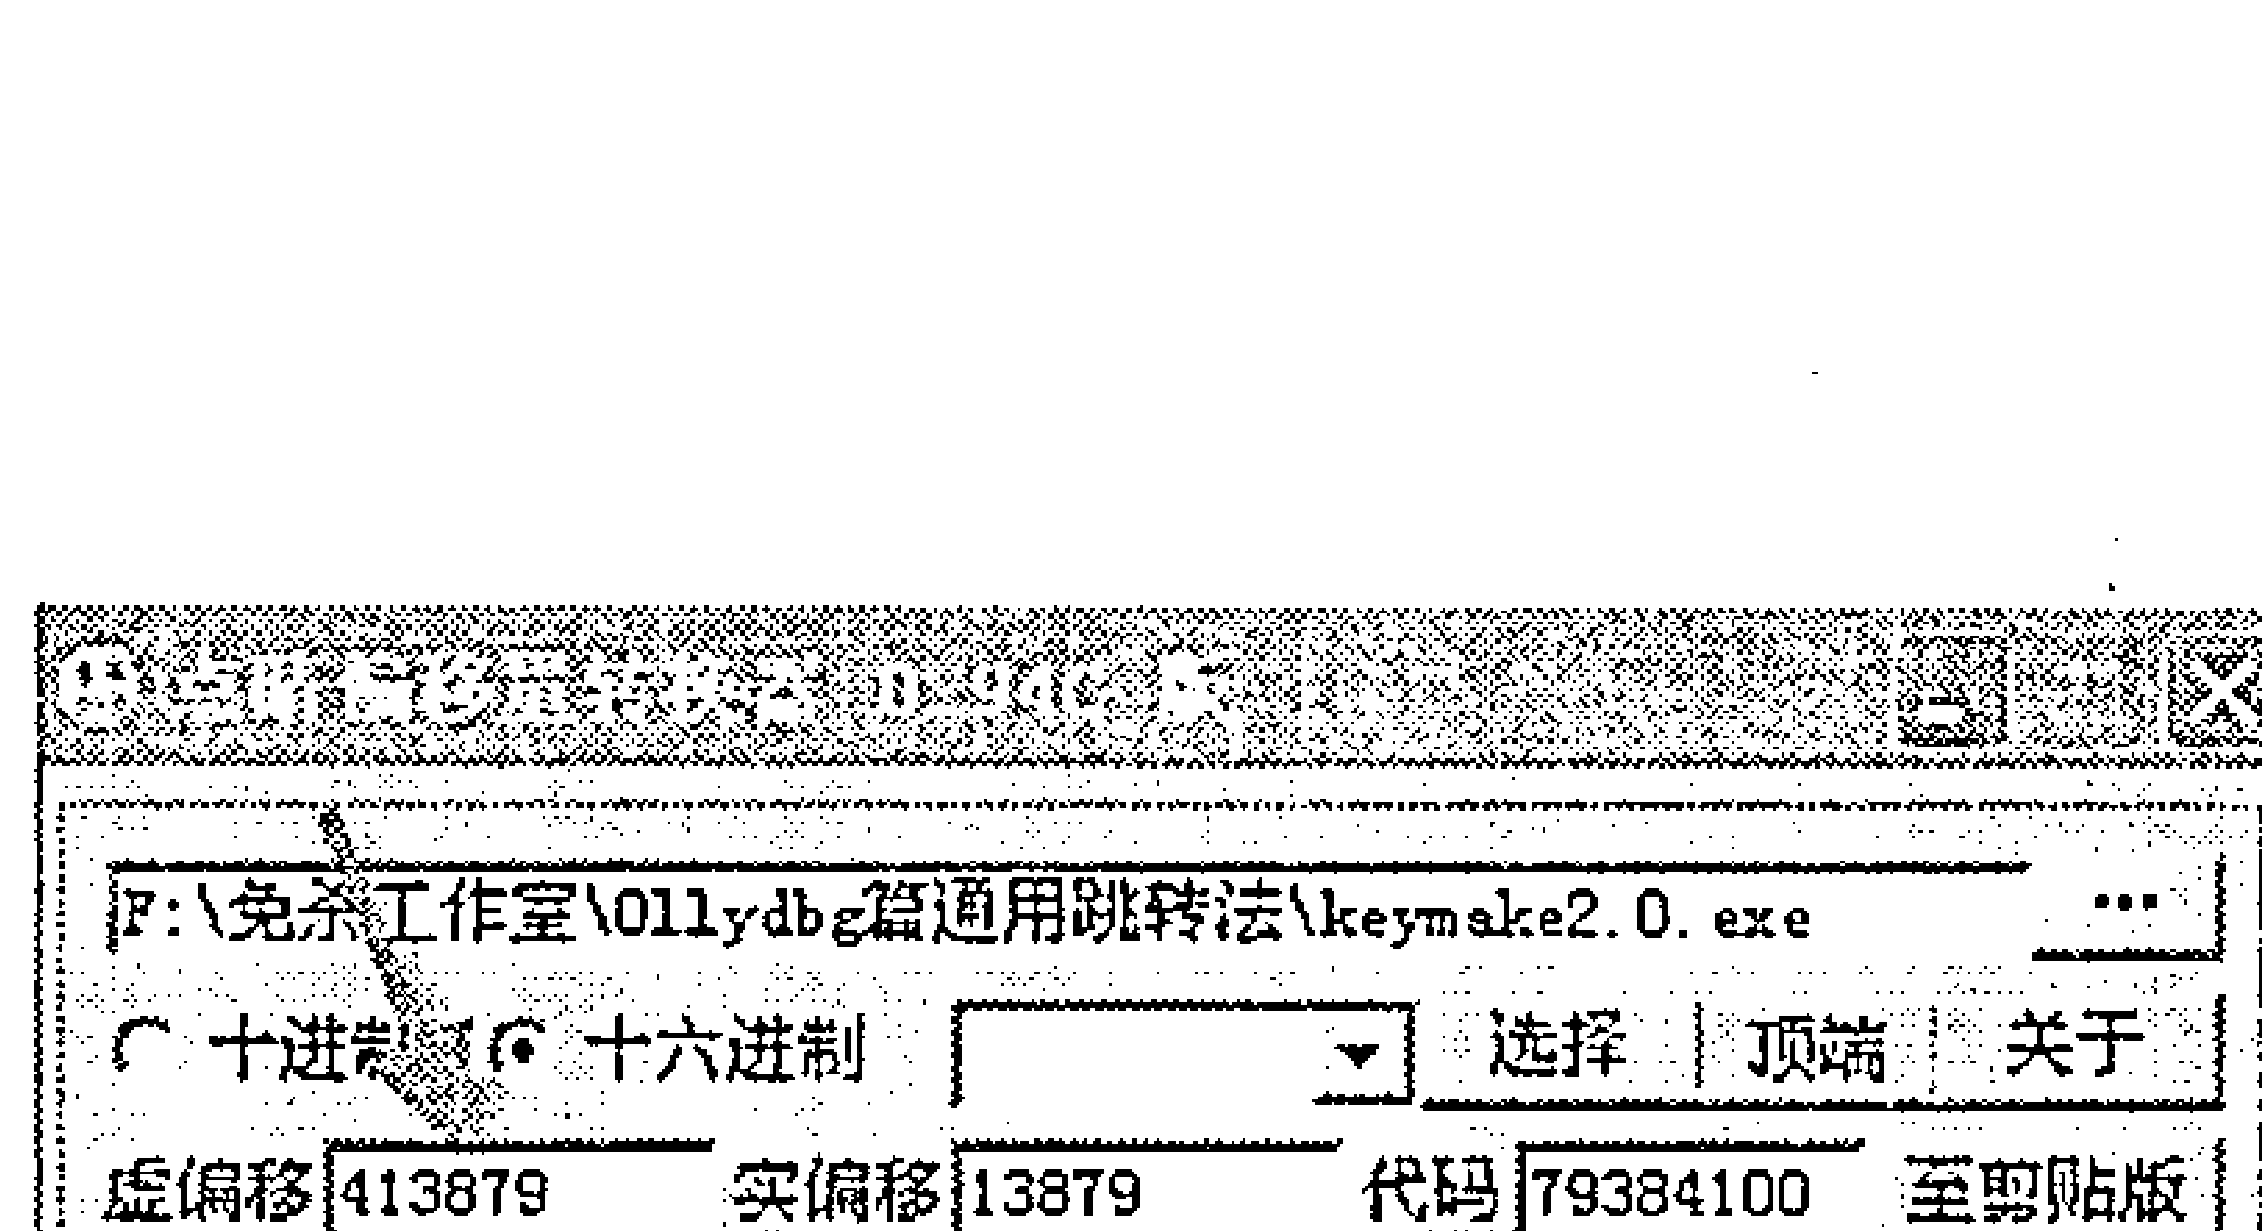 F:\免杀工作室\Ollydbg篇通用跳转法\keymake2.0.exe ...
十进制 十六进制 选择 顶端 关于
虚偏移 413879 实偏移 13879 代码 79384100 至剪贴版